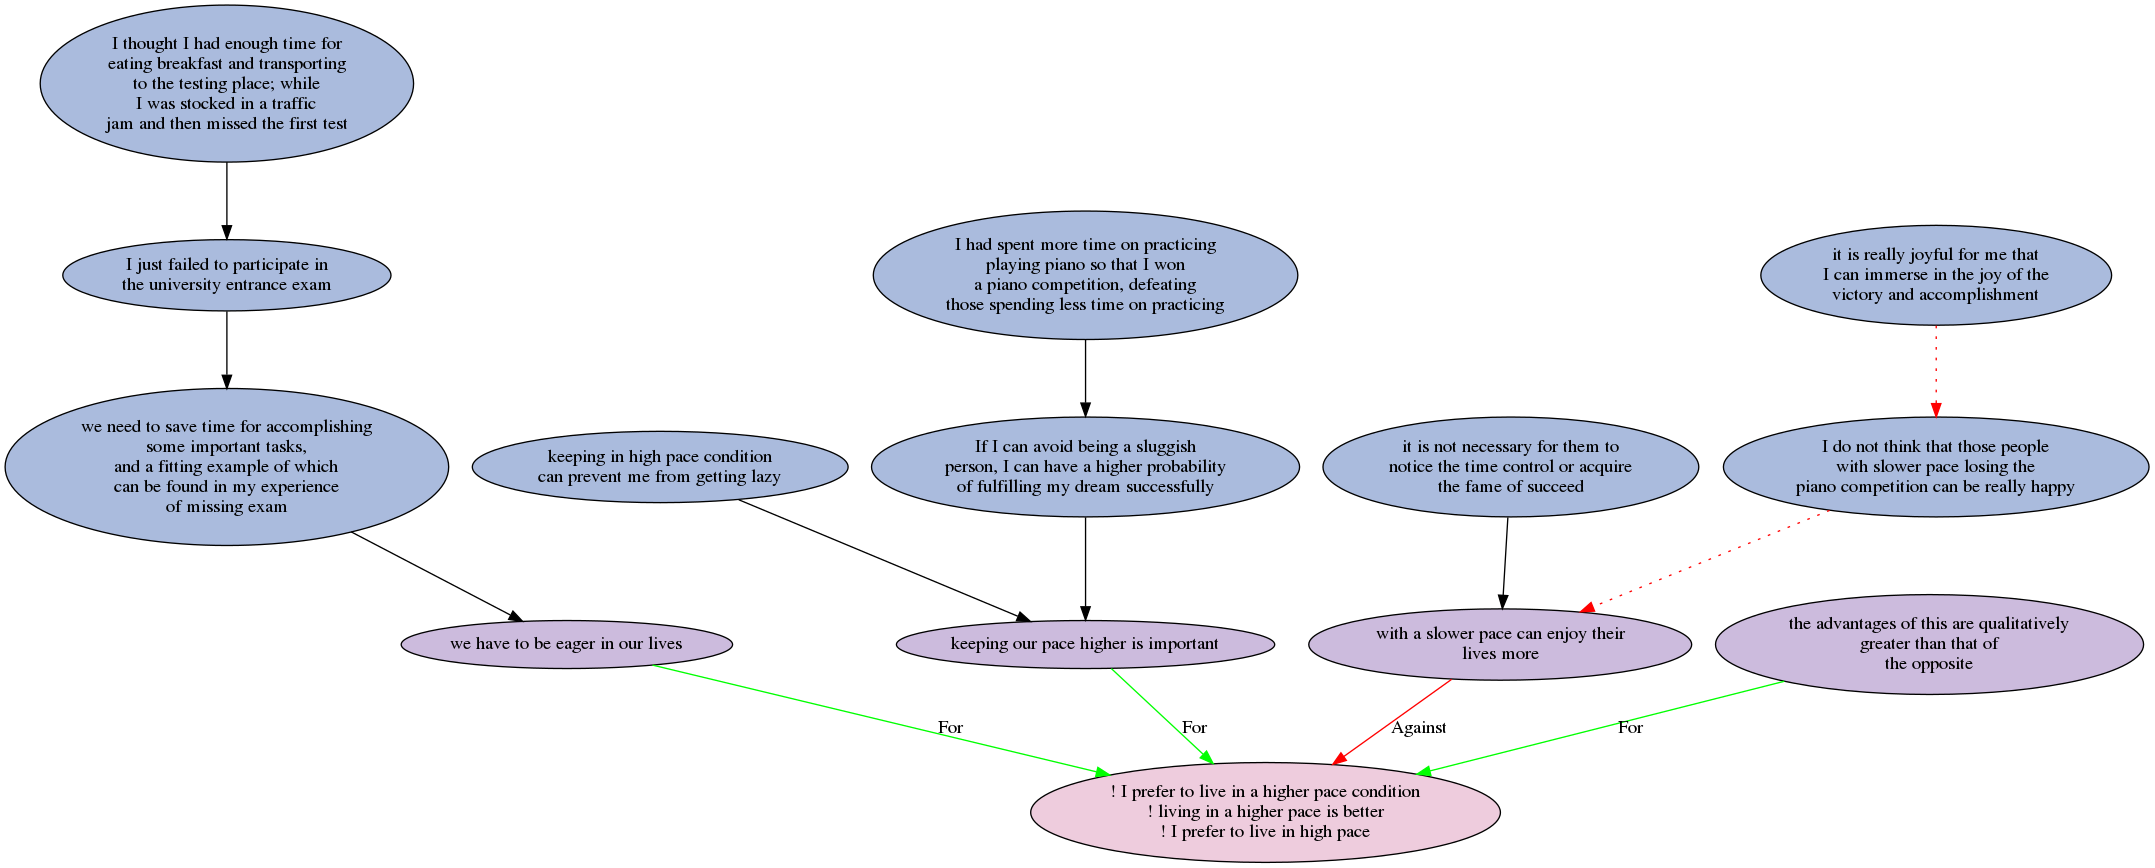 I thought I had enough time for
eating breakfast and transporting
to the testing place; while
I was stocked in a traffic
jam and then missed the first test
I just failed to participate in
the university entrance exam
I had spent more time on practicing
playing piano so that I won
a piano competition, defeating
those spending less time on practicing
it is really joyful for me that
I can immerse in the joy of the
victory and accomplishment
we need to save time for accomplishing
some important tasks,
and a fitting example of which
can be found in my experience
of missing exam
keeping in high pace condition
can prevent me from getting lazy
If I can avoid being a sluggish
person, I can have a higher probability
of fulfilling my dream successfully
it is not necessary for them to
notice the time control or acquire
the fame of succeed
I do not think that those people
with slower pace losing the
piano competition can be really happy
we have to be eager in our lives
keeping our pace higher is important
with a slower pace can enjoy their
lives more
the advantages of this are qualitatively
greater than that of
the opposite
For
For
Against
For
! I prefer to live in a higher pace condition
! living in a higher pace is better
! I prefer to live in high pace